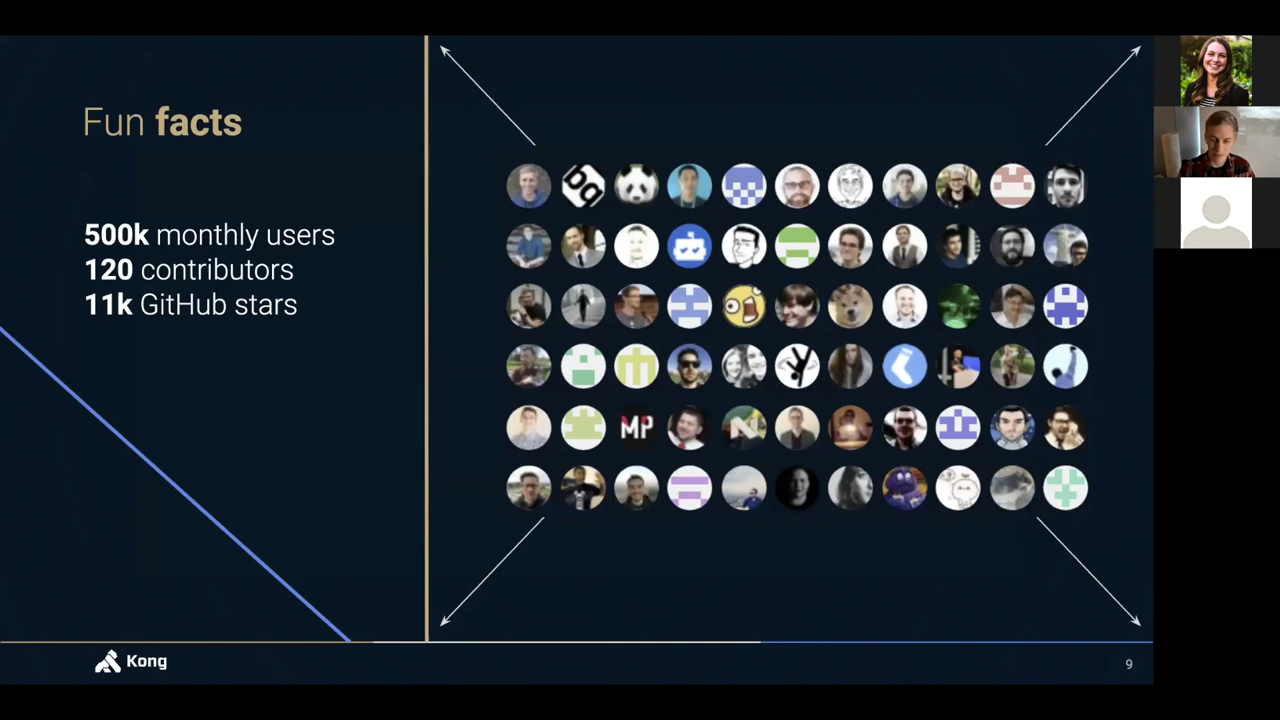 Fun facts
500k monthly users
120 contributors
11k GitHub stars
MP
Kong
9